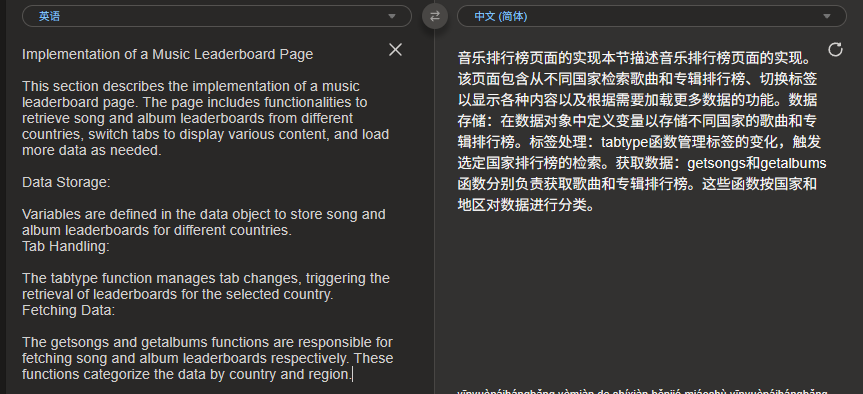 英语
中文 (简体)
Implementation of a Music Leaderboard Page
This section describes the implementation of a music
leaderboard page. The page includes functionalities to
retrieve song and album leaderboards from different
countries, switch tabs to display various content, and load
more data as needed.
Data Storage:
Variables are defined in the data object to store song and
album leaderboards for different countries.
Tab Handling:
The tabtype function manages tab changes, triggering the
retrieval of leaderboards for the selected country.
Fetching Data:
The getsongs and getalbums functions are responsible for
fetching song and album leaderboards respectively. These
functions categorize the data by country and region.
音乐排行榜页面的实现本节描述音乐排行榜页面的实现。
该页面包含从不同国家检索歌曲和专辑排行榜、切换标签
以显示各种内容以及根据需要加载更多数据的功能。数据
存储：在数据对象中定义变量以存储不同国家的歌曲和专
辑排行榜。标签处理：tabtype函数管理标签的变化，触发
选定国家排行榜的检索。获取数据：getsongs和getalbums
函数分别负责获取歌曲和专辑排行榜。这些函数按国家和
地区对数据进行分类。